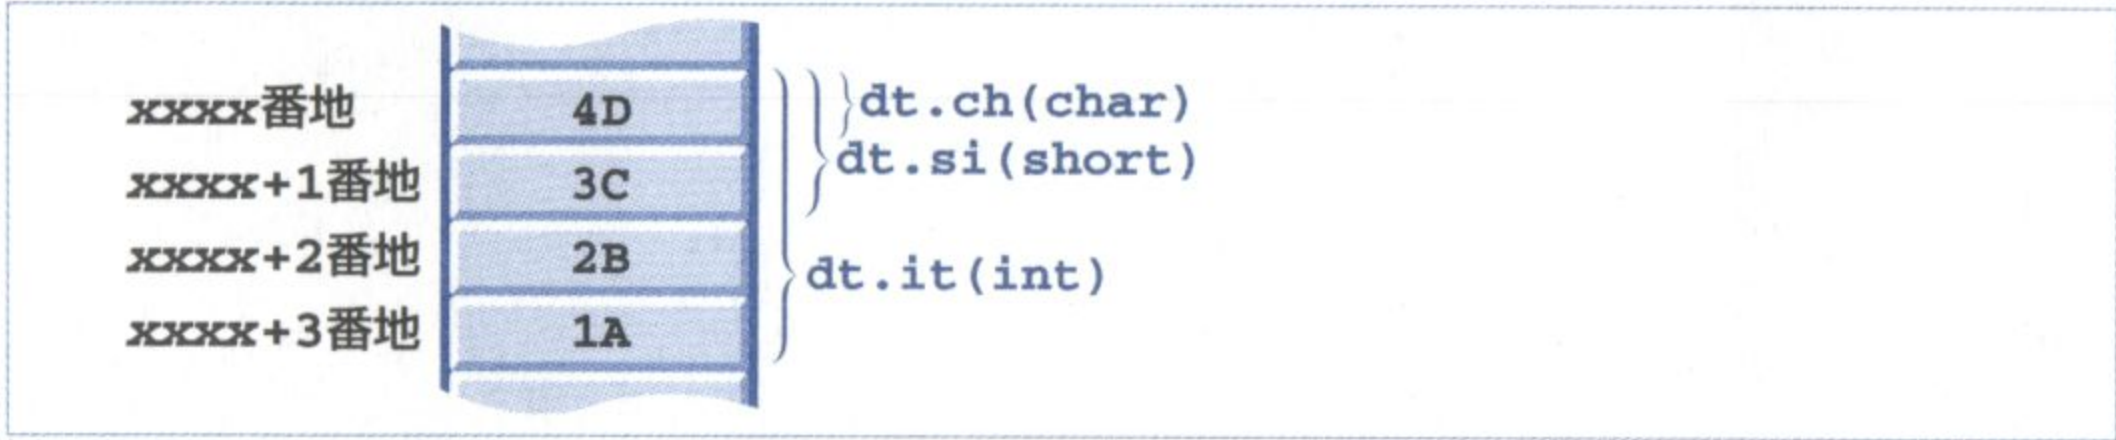 xxxx番地 4D dt.ch(char)
dt.si(short)
xxxx+1番地 3C
xxxx+2番地 2B dt.it(int)
xxxx+3番地 1A